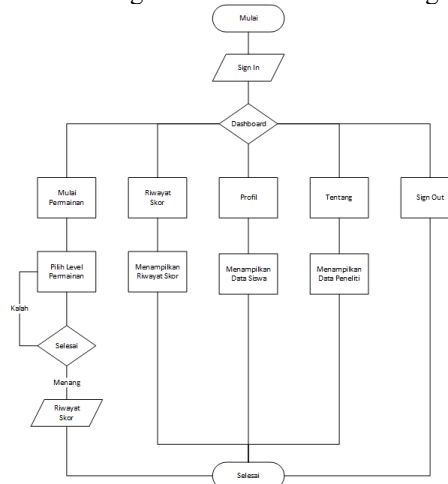 Mulai
Sign In
Dashboard
Mulai
Permainan
Riwayat
Skor
Profil
Tentang
Sign Out
Pilih Level
Permainan
Menampilkan
Riwayat Skor
Menampilkan
Data Siswa
Menampilkan
Data Peneliti
Kalah
Selesai
Menang
Riwayat
Skor
Selesai